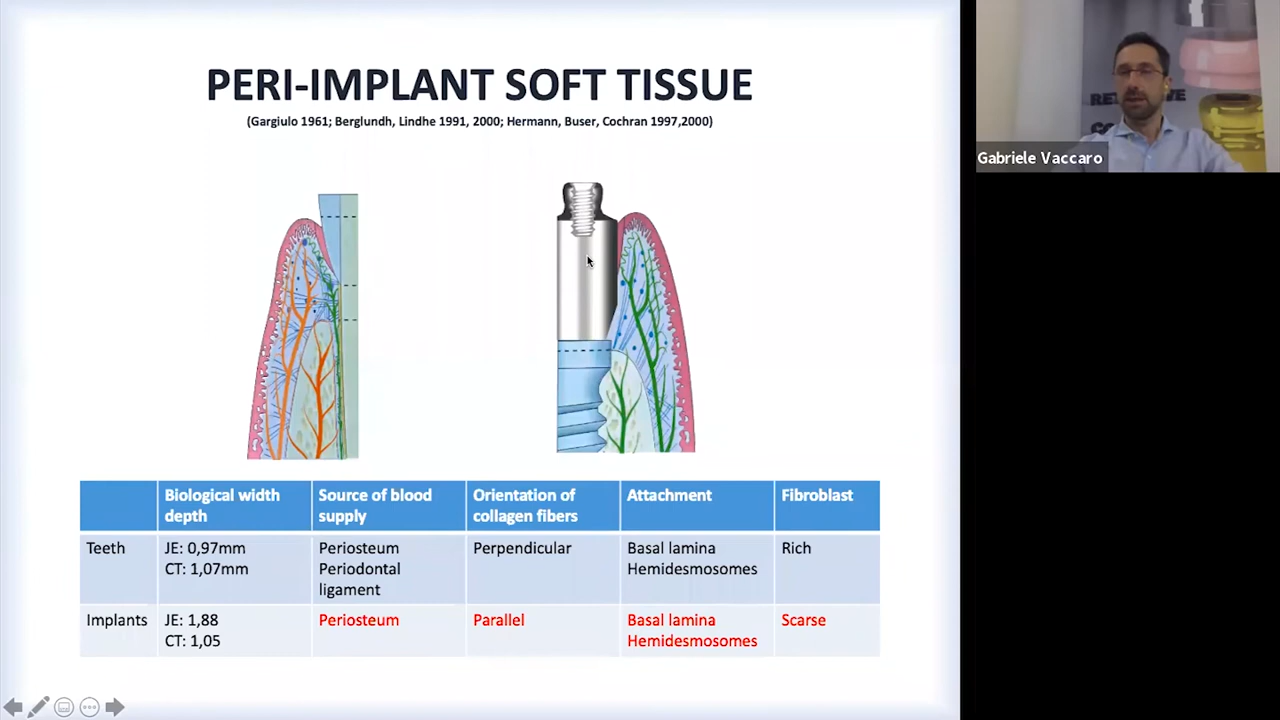 PERI-IMPLANT SOFT TISSUE
(Gargiulo 1961; Berglundh, Lindhe 1991, 2000; Hermann, Buser, Cochran 1997,2000)
Gabriele Vaccaro
Biological width depth | Source of blood supply | Orientation of collagen fibers | Attachment | Fibroblast
Teeth | JE: 0,97mm CT: 1,07mm | Periosteum Periodontal ligament | Perpendicular | Basal lamina Hemidesmosomes | Rich
Implants | JE: 1,88 CT: 1,05 | Periosteum | Parallel | Basal lamina Hemidesmosomes | Scarse